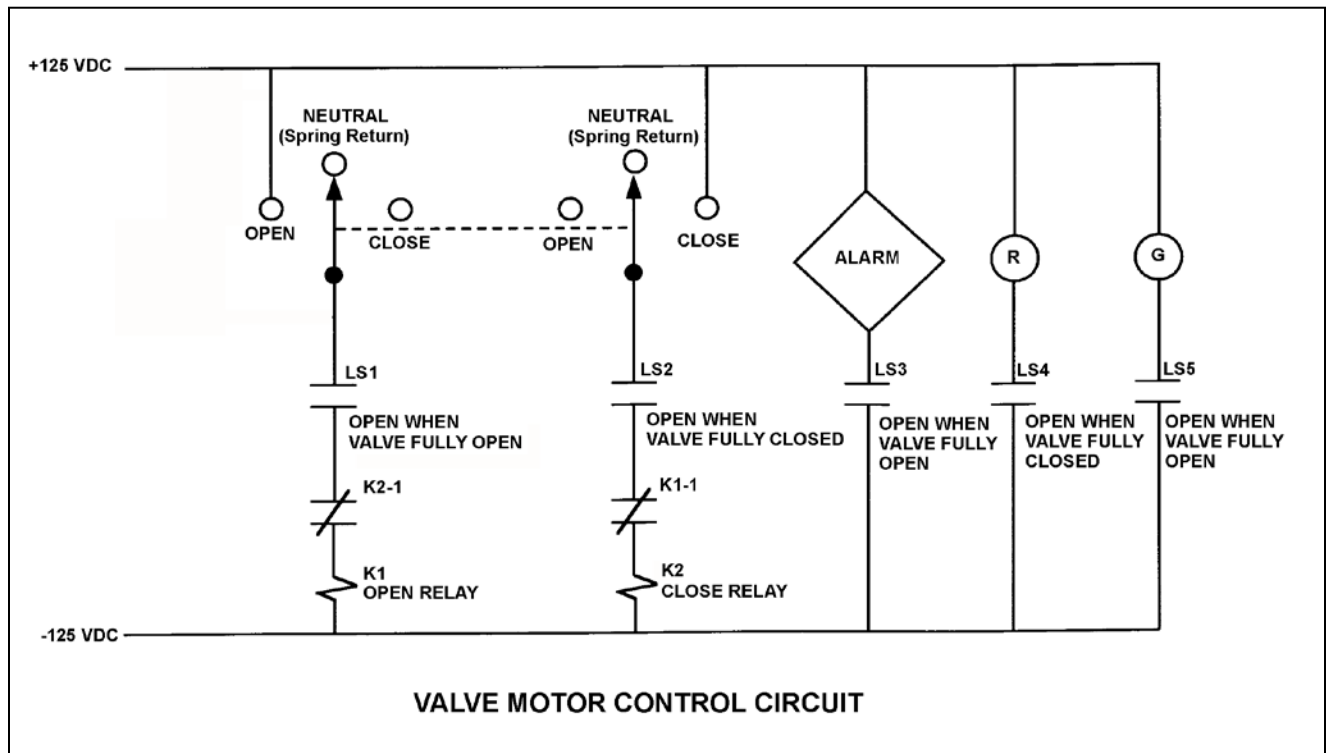 +125 VDC
NEUTRAL
(Spring Return)
NEUTRAL
(Spring Return)
OPEN
CLOSE
OPEN
CLOSE
ALARM
R
G
LS1
OPEN WHEN
VALVE FULLY OPEN
LS2
OPEN WHEN
VALVE FULLY CLOSED
LS3
OPEN WHEN
VALVE FULLY
OPEN
LS4
OPEN WHEN
VALVE FULLY
CLOSED
LS5
OPEN WHEN
VALVE FULLY
OPEN
K2-1
K1-1
K1
OPEN RELAY
K2
CLOSE RELAY
-125 VDC
VALVE MOTOR CONTROL CIRCUIT